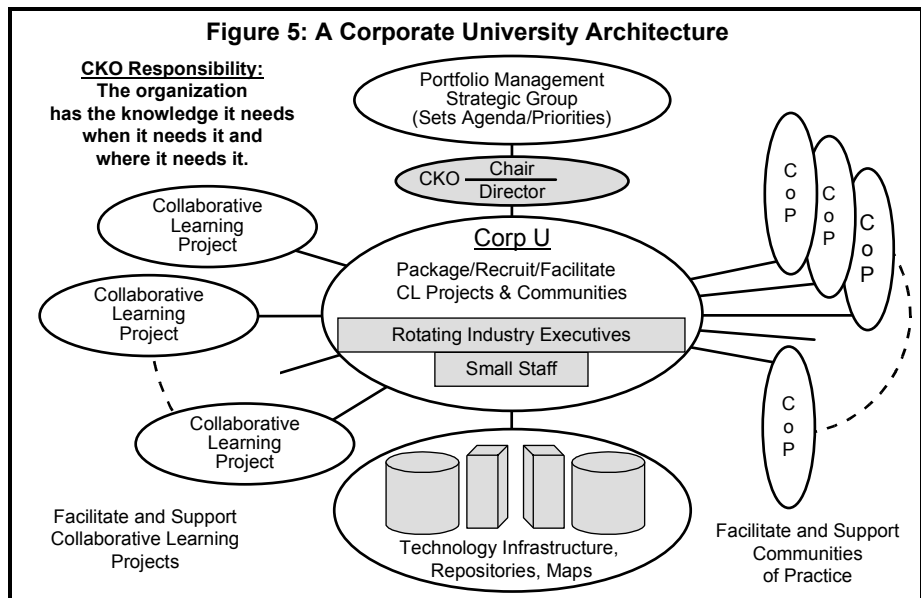 Figure 5: A Corporate University Architecture
CKO Responsibility:
The organization
has the knowledge it needs
when it needs it and
where it needs it.
Portfolio Management
Strategic Group
(Sets Agenda/Priorities)
CKO
Chair
Director
Collaborative
Learning
Project
Collaborative
Learning
Project
Collaborative
Learning
Project
Corp U
Package/Recruit/Facilitate
CL Projects & Communities
Rotating Industry Executives
Small Staff
C
o
P
C
o
P
C
o
P
C
o
P
Technology Infrastructure,
Repositories, Maps
Facilitate and Support
Collaborative Learning
Projects
Facilitate and Support
Communities
of Practice